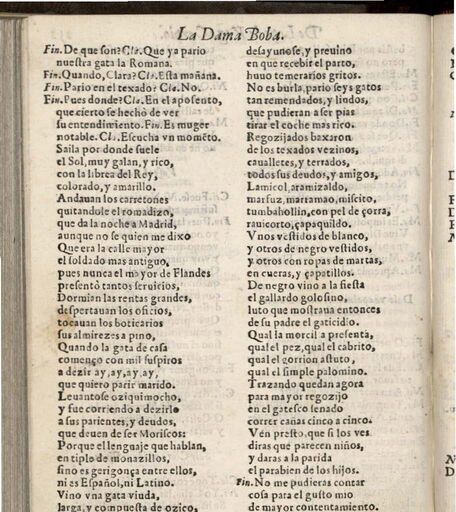 La Dama Boba.
Fin. De que son? Cla. Que ya pario
nuestra gata la Romana.
Fin. Quando, Clara? Cla. Esta mañana.
Fin. Pario en el texado? Cla. No.
Fin. Pues donde? Cla. En el aposento,
que cierto se hechò de ver
su entendimiento. Fin. Es muger
notable. Cla. Escucha vn mométo.
Salia por donde suele
el Sol, muy galan, y rico,
con la librea del Rey,
colorado, y amarillo.
Andauan los carretones
quitandole el romadizo,
que da la noche a Madrid,
aunque no se quien me dixo
Que era la calle mayor
el soldado mas antiguo,
pues nunca el mayor de Flandes
presentò tantos seruicios,
Dormian las rentas grandes,
despertauan los oficios,
tocauan los boticarios
sus almirezes a pino,
Quando la gata de casa
començo con mil suspiros
a dezir ay, ay, ay, ay,
que quiero parir marido.
Leuantose oziquimocho,
y fue corriendo a dezirlo
a sus parientes, y deudos,
que deuen de ser Moriscos:
Porque el lenguaje que hablan,
en tiple de monazillos,
sino es gerigonça entre ellos,
ni es Español, ni Latino.
Vino vna gata viuda,
larga, y compuesta de ozico,
desayunose, y preuino
en que recebir el parto,
huuo temerarios gritos.
No es burla, pario seys gatos
tan remendados, y lindos,
que pudieran a ser pias
tirar el coche mas rico.
Regozijados baxaron
de los texados vezinos,
caualletes, y terrados,
todos sus deudos, y amigos,
Lamicol, aramizaldo,
marfuz, marramao, micito,
tumbahollin, con pel de çorra,
rauicorto, çapaquildo.
Vnos vestidos de blanco,
y otros de negro vestidos,
y otros con ropas de martas,
en cueras, y çapatillos.
De negro vino a la fiesta
el gallardo golosino,
luto que mostraua entonces
de su padre el gaticidio.
Qual la morcil a presenta,
qual el pez, qual el cabrito,
qual el gorrion astuto,
qual el simple palomino.
Trazando quedan agora
para mayor regozijo
en el gatesco senado
correr cañas cinco a cinco.
Vén presto, que si los ves
diras que parecen niños,
y daras a la parida
el parabien de los hijos.
Fin. No me pudieras contar
cosa para el gusto mio
de mayor contentamiento.